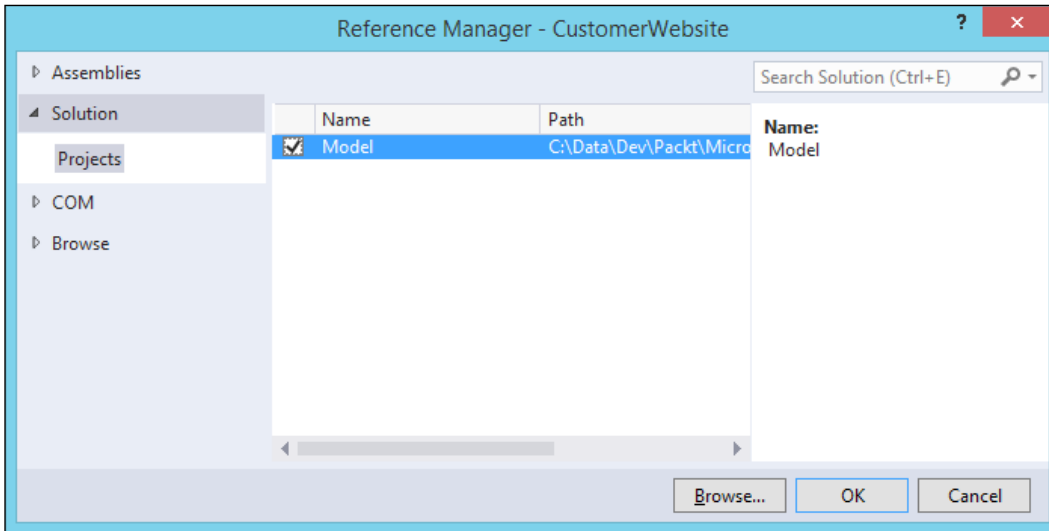 Reference Manager - CustomerWebsite ?
Assemblies
Search Solution (Ctrl+E)
Solution
Projects
COM
Browse
Name Path
Model C:\Data\Dev\Packt\Micro
Name:
Model
Browse... OK Cancel